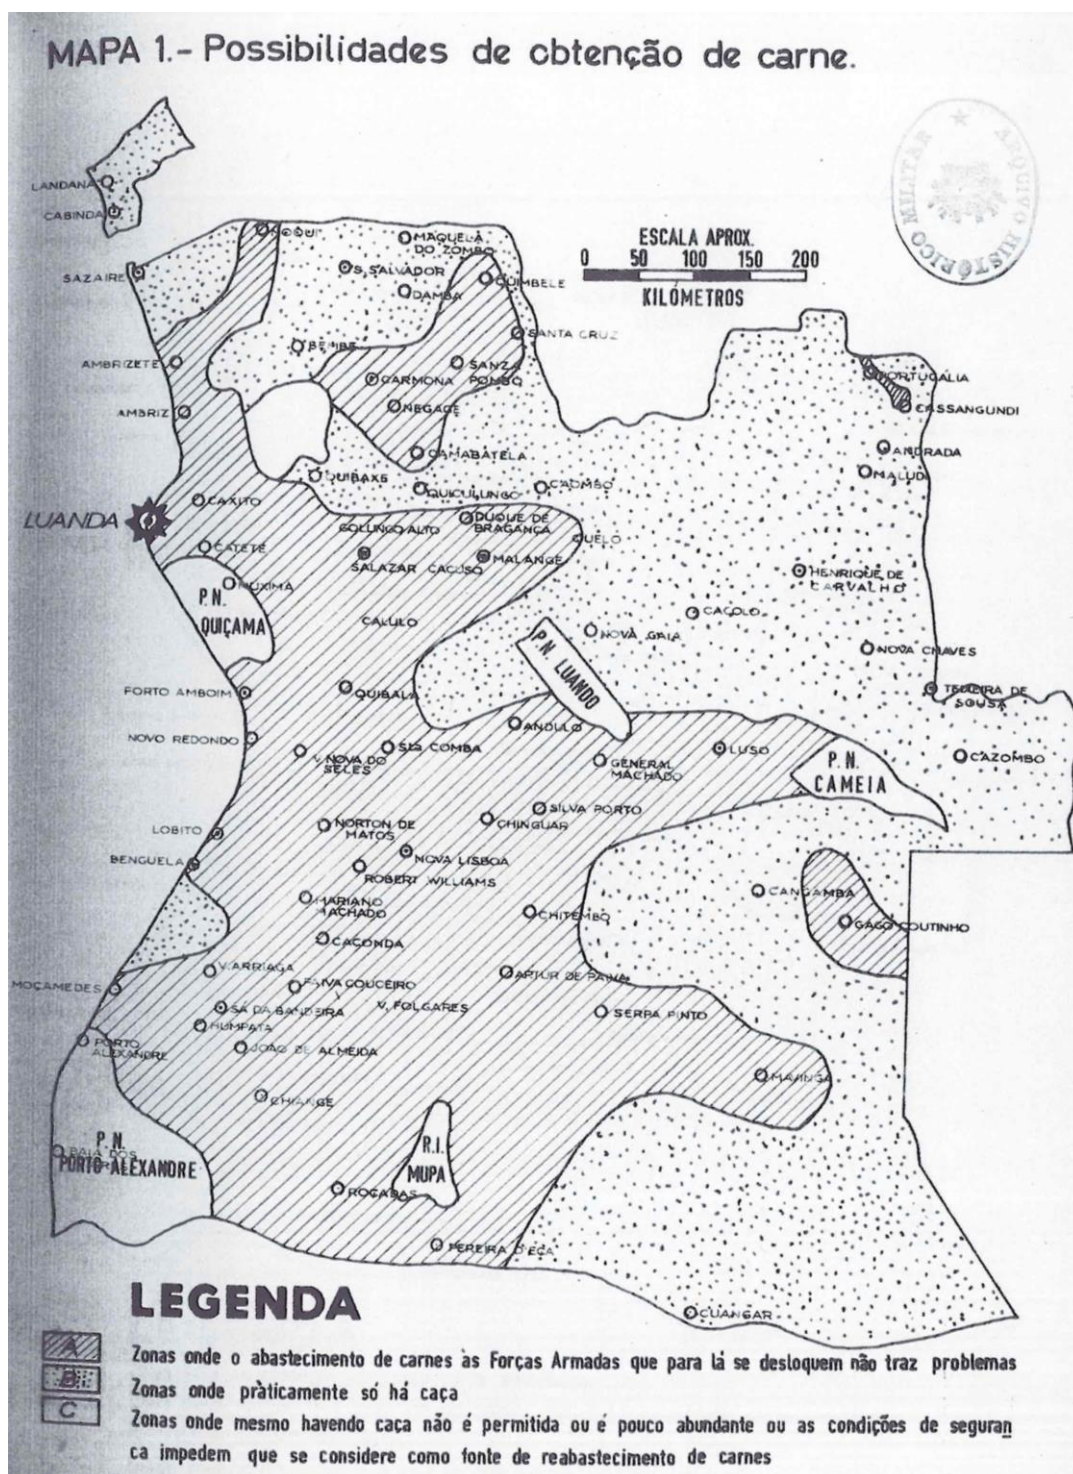 MAPA 1.- Possibilidades de obtenção de carne.
ARQUIVO HISTÓRICO MILITAR
LANDANA
CABINDA
NOQUI
MAQUELA
DO ZOMBO
ESCALA APROX.
0 50 100 150 200
KILÓMETROS
SAZAIRE
S. SALVADOR
DAMBA
QUIMBELE
SANTA CRUZ
BEMBE
AMBRIZETE
SANZA
POMBO
CARMONA
PORTUGALIA
AMBRIZ
NEGAGE
CASSANGUNDI
CAMABATELA
ANDRADA
MALUDI
QUIBAXE
QUICULUNGO
CAOMBO
CAXITO
LUANDA
GOLUNGO ALTO
DUQUE DE
BRAGANÇA
QUELO
CATETE
SALAZAR CACUSO
MALANGE
HENRIQUE DE
CARVALHO
MUXIMA
P.N.
QUIÇAMA
CALULO
CACOLO
NOVA GAIA
P.N. LUANDO
NOVA CHAVES
PORTO AMBOIM
QUIBALA
TEIXEIRA DE
SOUSA
ANDULO
NOVO REDONDO
V. NOVA DO
SELES
STA COMBA
GENERAL
MACHADO
LUSO
P.N.
CAMEIA
CAZOMBO
SILVA PORTO
LOBITO
NORTON DE
MATOS
CHINGUAR
BENGUELA
NOVA LISBOA
ROBERT WILLIAMS
CANGAMBA
MARIANO
MACHADO
CHITEMBO
GAGO COUTINHO
CACONDA
V. ARRIAGA
ARTUR DE PAIVA
MOÇAMEDES
PAIVA COUCEIRO
SÁ DA BANDEIRA
V. FOLGARES
SERPA PINTO
HUMPATA
PORTO
ALEXANDRE
JOÃO DE ALMEIDA
MAVINGA
CHIANGE
P.N.
PORTO ALEXANDRE
BAIA DOS
R.I.
MUPA
ROÇADAS
PEREIRA D'EÇA
CUANGAR
LEGENDA
A Zonas onde o abastecimento de carnes às Forças Armadas que para lá se desloquem não traz problemas
B Zonas onde pràticamente só há caça
C Zonas onde mesmo havendo caça não é permitida ou é pouco abundante ou as condições de seguran
ca impedem que se considere como fonte de reabastecimento de carnes